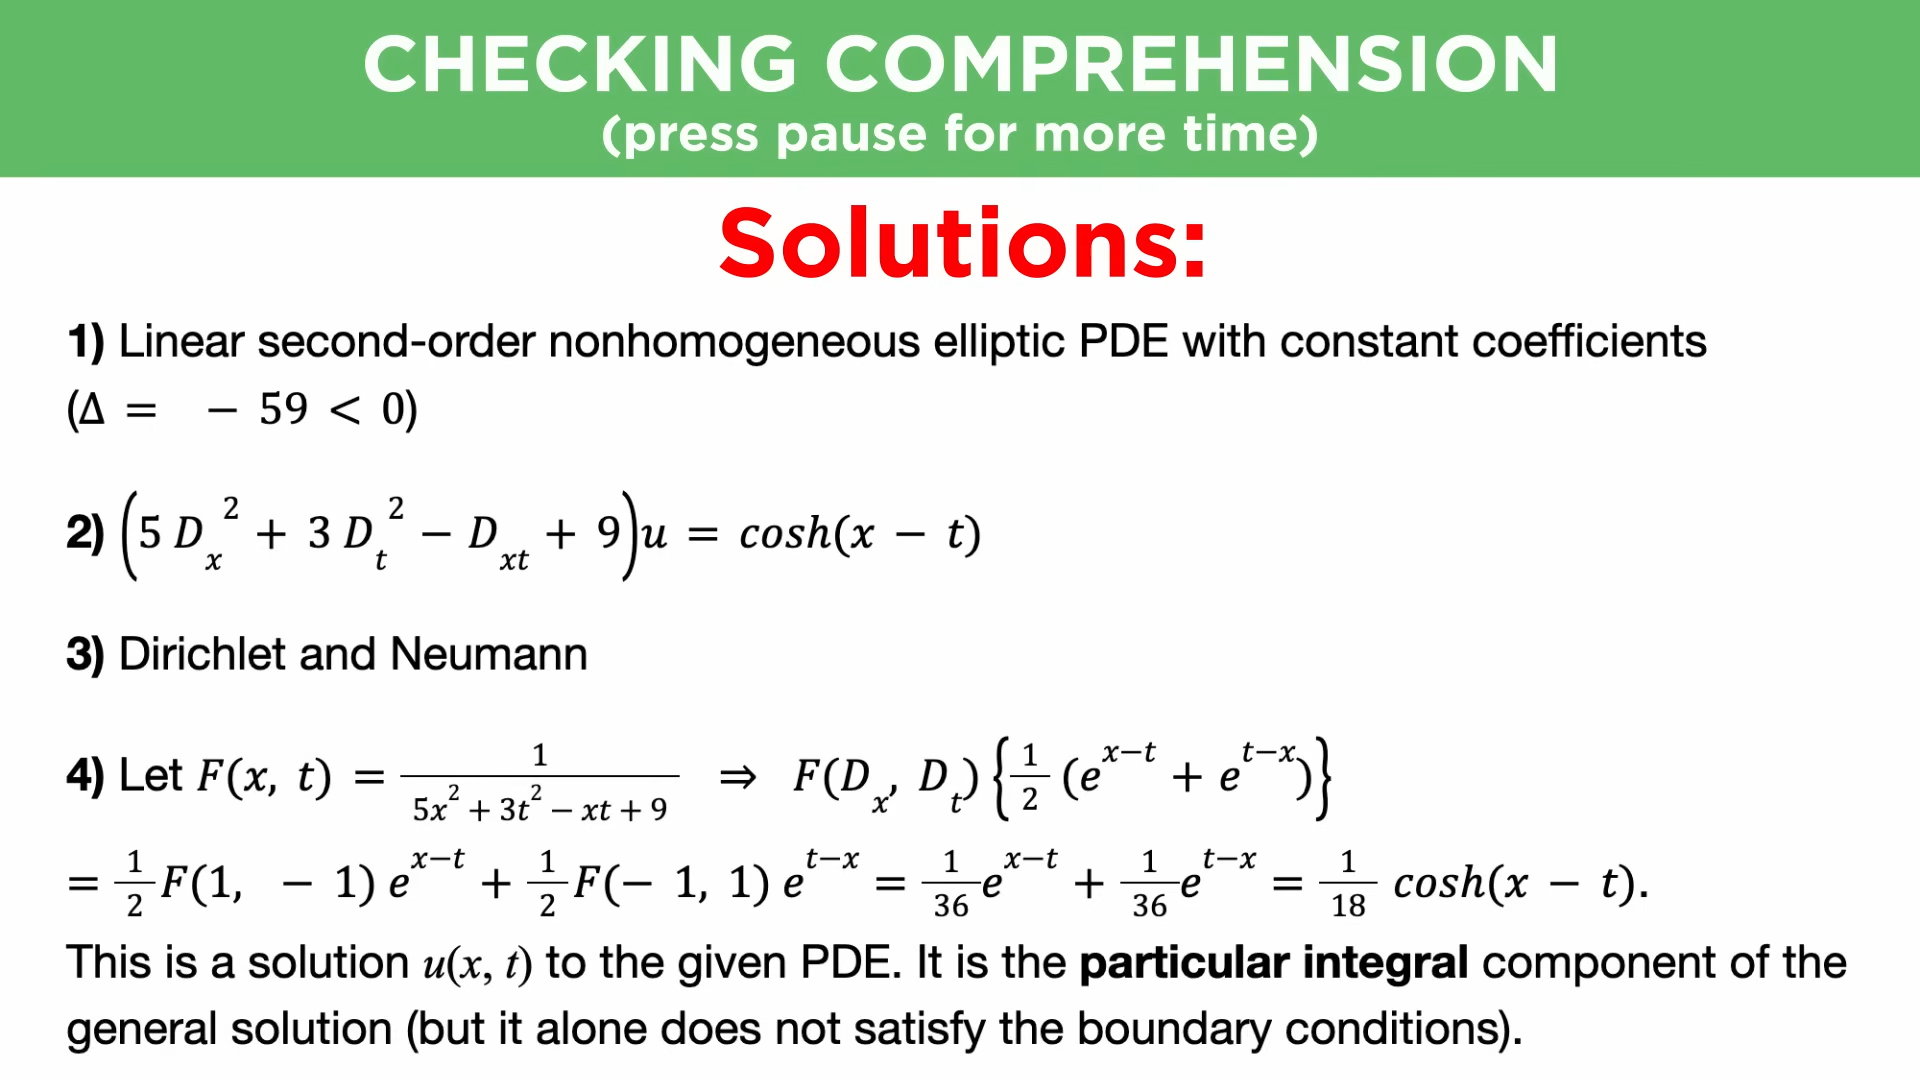 CHECKING COMPREHENSION
(press pause for more time)
Solutions:
1) Linear second-order nonhomogeneous elliptic PDE with constant coefficients
(Δ = − 59 < 0)
2) (5 D_x^2 + 3 D_t^2 − D_xt + 9)u = cosh(x − t)
3) Dirichlet and Neumann
4) Let F(x, t) = 1/(5x^2 + 3t^2 − xt + 9) ⇒ F(D_x, D_t){1/2 (e^{x−t} + e^{t−x})}
= 1/2 F(1, − 1) e^{x−t} + 1/2 F(− 1, 1) e^{t−x} = 1/36 e^{x−t} + 1/36 e^{t−x} = 1/18 cosh(x − t).
This is a solution u(x, t) to the given PDE. It is the particular integral component of the
general solution (but it alone does not satisfy the boundary conditions).